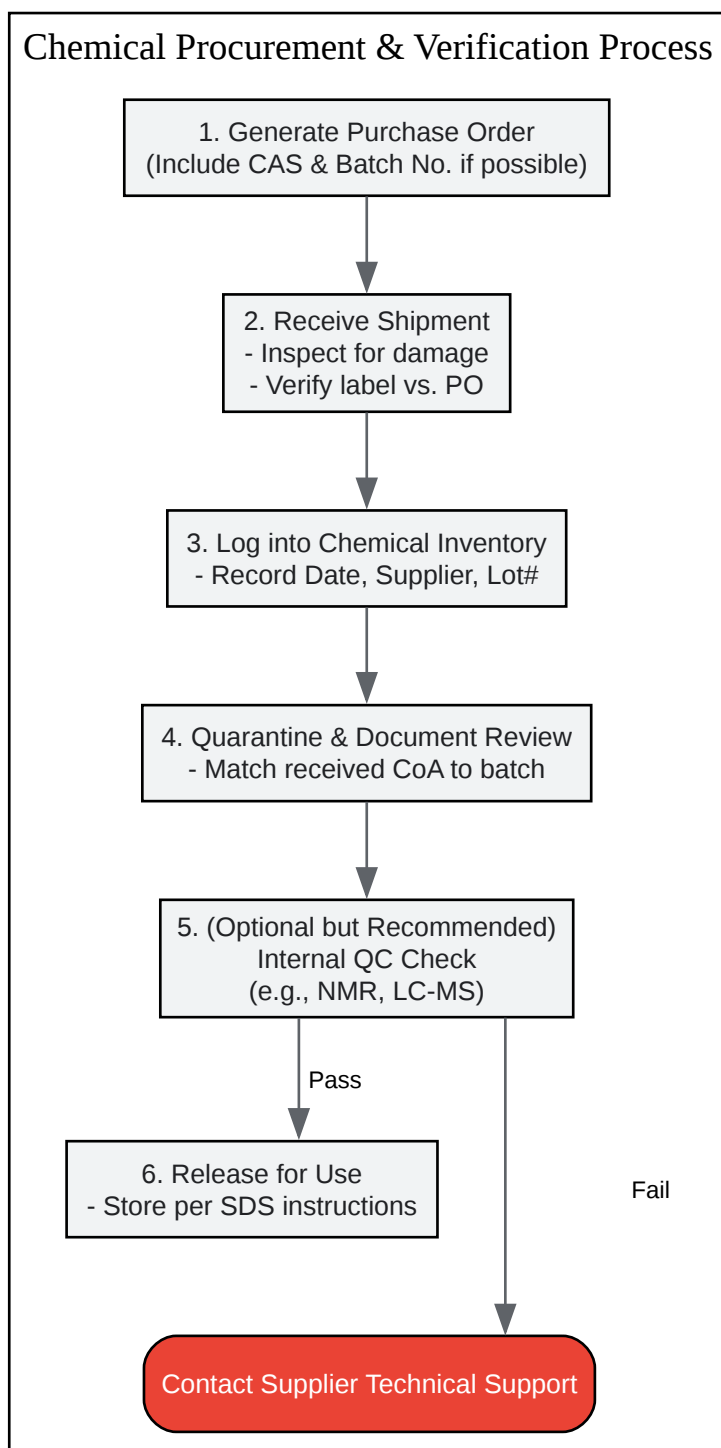 Chemical Procurement & Verification Process
1. Generate Purchase Order
(Include CAS & Batch No. if possible)
2. Receive Shipment
- Inspect for damage
- Verify label vs. PO
3. Log into Chemical Inventory
- Record Date, Supplier, Lot#
4. Quarantine & Document Review
- Match received CoA to batch
5. (Optional but Recommended)
Internal QC Check
(e.g., NMR, LC-MS)
Pass
6. Release for Use
- Store per SDS instructions
Fail
Contact Supplier Technical Support